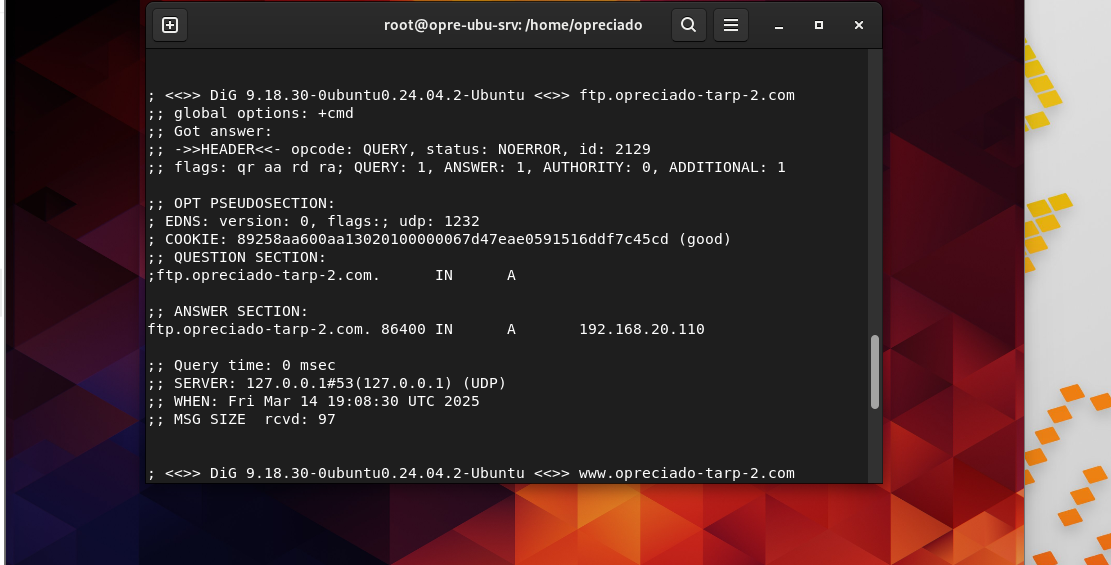 root@opre-ubu-srv: /home/opreciado
; <<>> DiG 9.18.30-0ubuntu0.24.04.2-Ubuntu <<>> ftp.opreciado-tarp-2.com
;; global options: +cmd
;; Got answer:
;; ->>HEADER<<- opcode: QUERY, status: NOERROR, id: 2129
;; flags: qr aa rd ra; QUERY: 1, ANSWER: 1, AUTHORITY: 0, ADDITIONAL: 1
;; OPT PSEUDOSECTION:
; EDNS: version: 0, flags:; udp: 1232
; COOKIE: 89258aa600aa13020100000067d47eae0591516ddf7c45cd (good)
;; QUESTION SECTION:
;ftp.opreciado-tarp-2.com.      IN      A
;; ANSWER SECTION:
ftp.opreciado-tarp-2.com. 86400 IN      A       192.168.20.110
;; Query time: 0 msec
;; SERVER: 127.0.0.1#53(127.0.0.1) (UDP)
;; WHEN: Fri Mar 14 19:08:30 UTC 2025
;; MSG SIZE  rcvd: 97
; <<>> DiG 9.18.30-0ubuntu0.24.04.2-Ubuntu <<>> www.opreciado-tarp-2.com